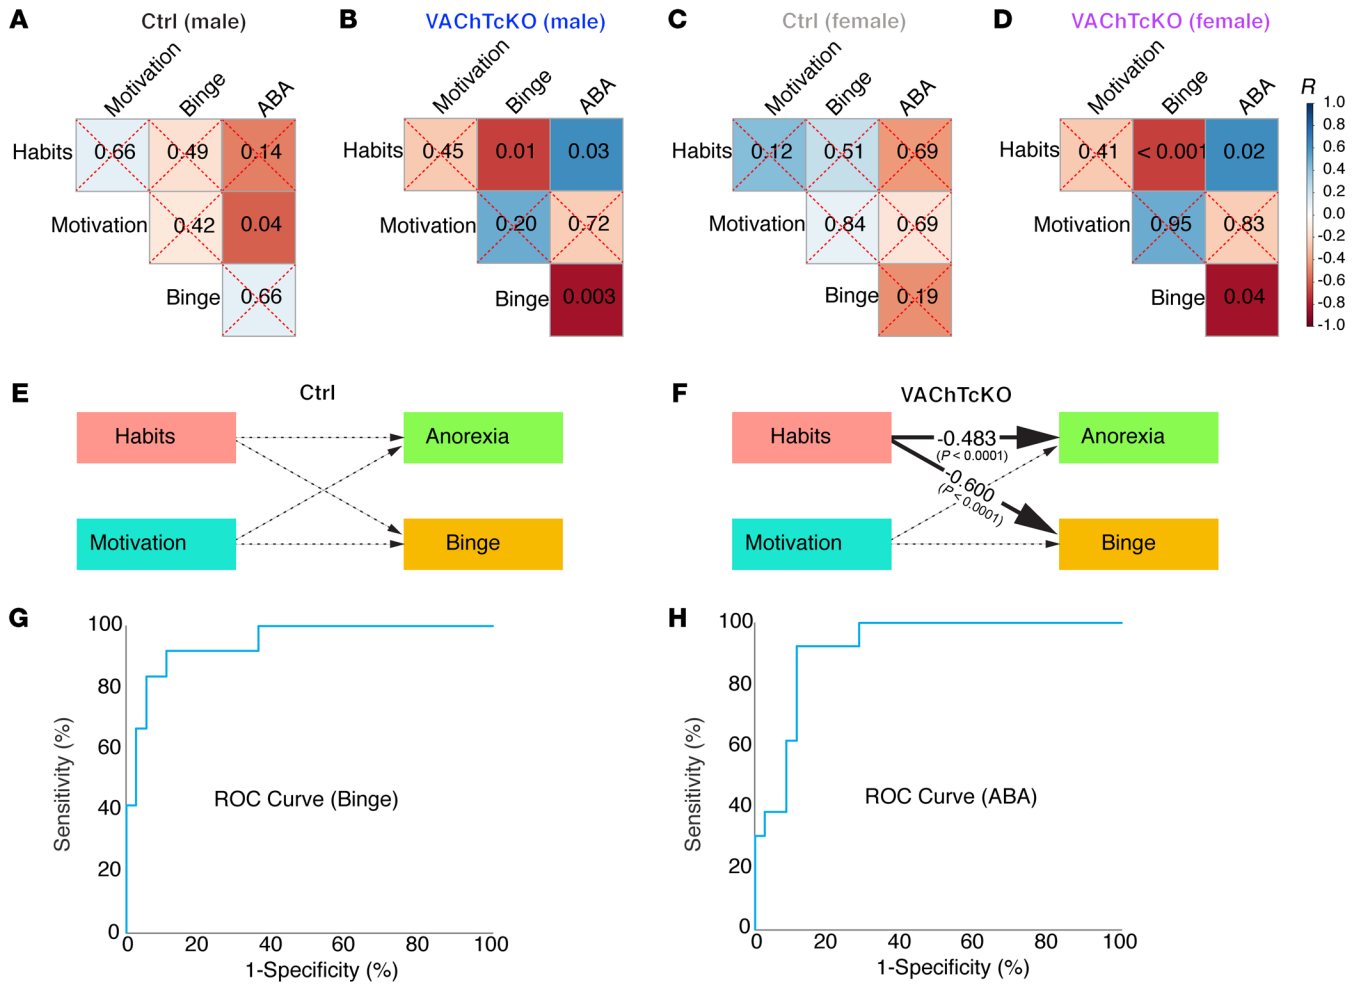 A Ctrl (male)
Motivation Binge ABA
Habits 0.66 0.49 0.14
Motivation 0.42 0.04
Binge 0.66
B VAChTcKO (male)
Motivation Binge ABA
Habits 0.45 0.01 0.03
Motivation 0.20 0.72
Binge 0.003
C Ctrl (female)
Motivation Binge ABA
Habits 0.12 0.51 0.69
Motivation 0.84 0.69
Binge 0.19
D VAChTcKO (female)
Motivation Binge ABA
Habits 0.41 < 0.001 0.02
Motivation 0.95 0.83
Binge 0.04
R
1.0
0.8
0.6
0.4
0.2
0.0
-0.2
-0.4
-0.6
-0.8
-1.0
E Ctrl
Habits Anorexia
Motivation Binge
F VAChTcKO
Habits -0.483 Anorexia
(P < 0.0001)
-0.600
(P < 0.0001)
Motivation Binge
G
100
80
60
40
20
0
Sensitivity (%)
ROC Curve (Binge)
0 20 40 60 80 100
1-Specificity (%)
H
100
80
60
40
20
0
Sensitivity (%)
ROC Curve (ABA)
0 20 40 60 80 100
1-Specificity (%)